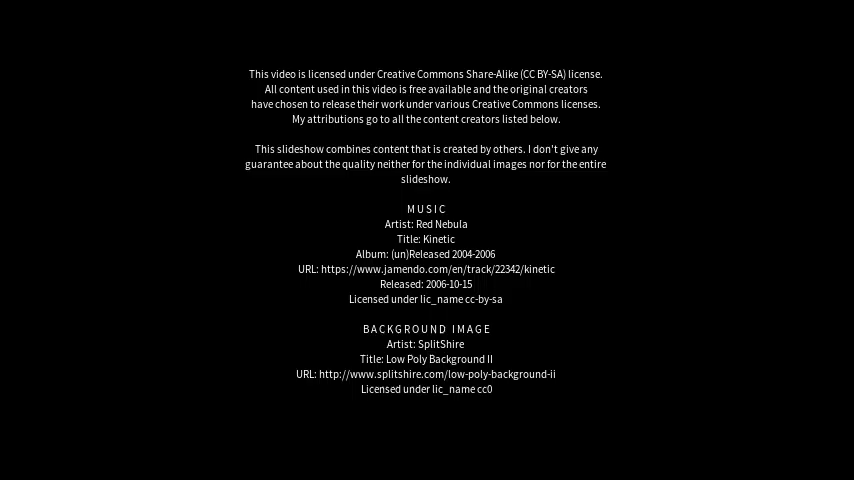 This video is licensed under Creative Commons Share-Alike (CC BY-SA) license.
All content used in this video is free available and the original creators
have chosen to release their work under various Creative Commons licenses.
My attributions go to all the content creators listed below.
This slideshow combines content that is created by others. I don't give any
guarantee about the quality neither for the individual images nor for the entire
slideshow.
MUSIC
Artist: Red Nebula
Title: Kinetic
Album: (un)Released 2004-2006
URL: https://www.jamendo.com/en/track/22342/kinetic
Released: 2006-10-15
Licensed under lic_name cc-by-sa
BACKGROUND IMAGE
Artist: SplitShire
Title: Low Poly Background II
URL: http://www.splitshire.com/low-poly-background-ii
Licensed under lic_name cc0